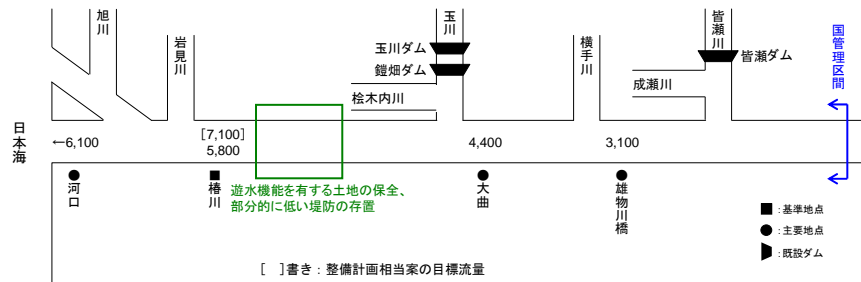 旭川
岩見川
玉川
玉川ダム
鎧畑ダム
桧木内川
横手川
皆瀬川
皆瀬ダム
成瀬川
国管理区間
日本海
←6,100
[7,100]
5,800
4,400
3,100
河口
椿川
遊水機能を有する土地の保全、
部分的に低い堤防の存置
大曲
雄物川橋
■:基準地点
●:主要地点
:既設ダム
[ ]書き:整備計画相当案の目標流量